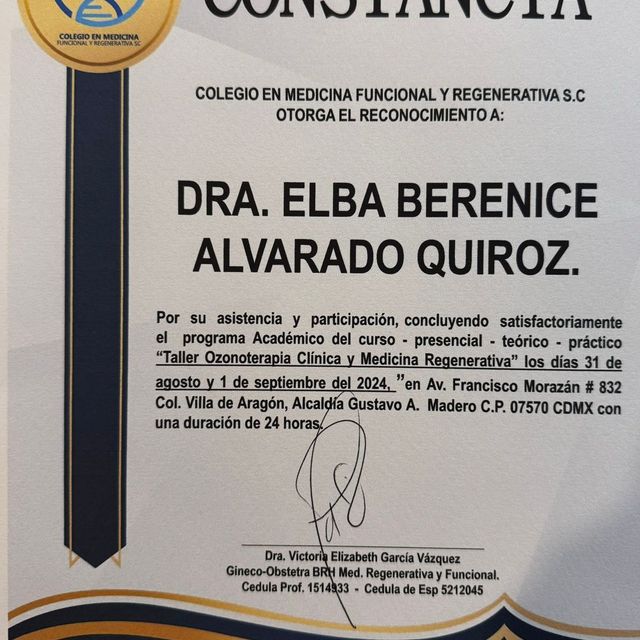 CONSTANCIA
COLEGIO EN MEDICINA
FUNCIONAL Y REGENERATIVA SC
COLEGIO EN MEDICINA FUNCIONAL Y REGENERATIVA S.C
OTORGA EL RECONOCIMIENTO A:
DRA. ELBA BERENICE
ALVARADO QUIROZ.
Por su asistencia y participación, concluyendo satisfactoriamente
el programa Académico del curso - presencial - teórico - práctico
“Taller Ozonoterapia Clínica y Medicina Regenerativa” los días 31 de
agosto y 1 de septiembre del 2024, ”en Av. Francisco Morazán # 832
Col. Villa de Aragón, Alcaldía Gustavo A. Madero C.P. 07570 CDMX con
una duración de 24 horas.
Dra. Victoria Elizabeth García Vázquez
Gineco-Obstetra BRH Med. Regenerativa y Funcional.
Cedula Prof. 1514933 - Cedula de Esp 5212045